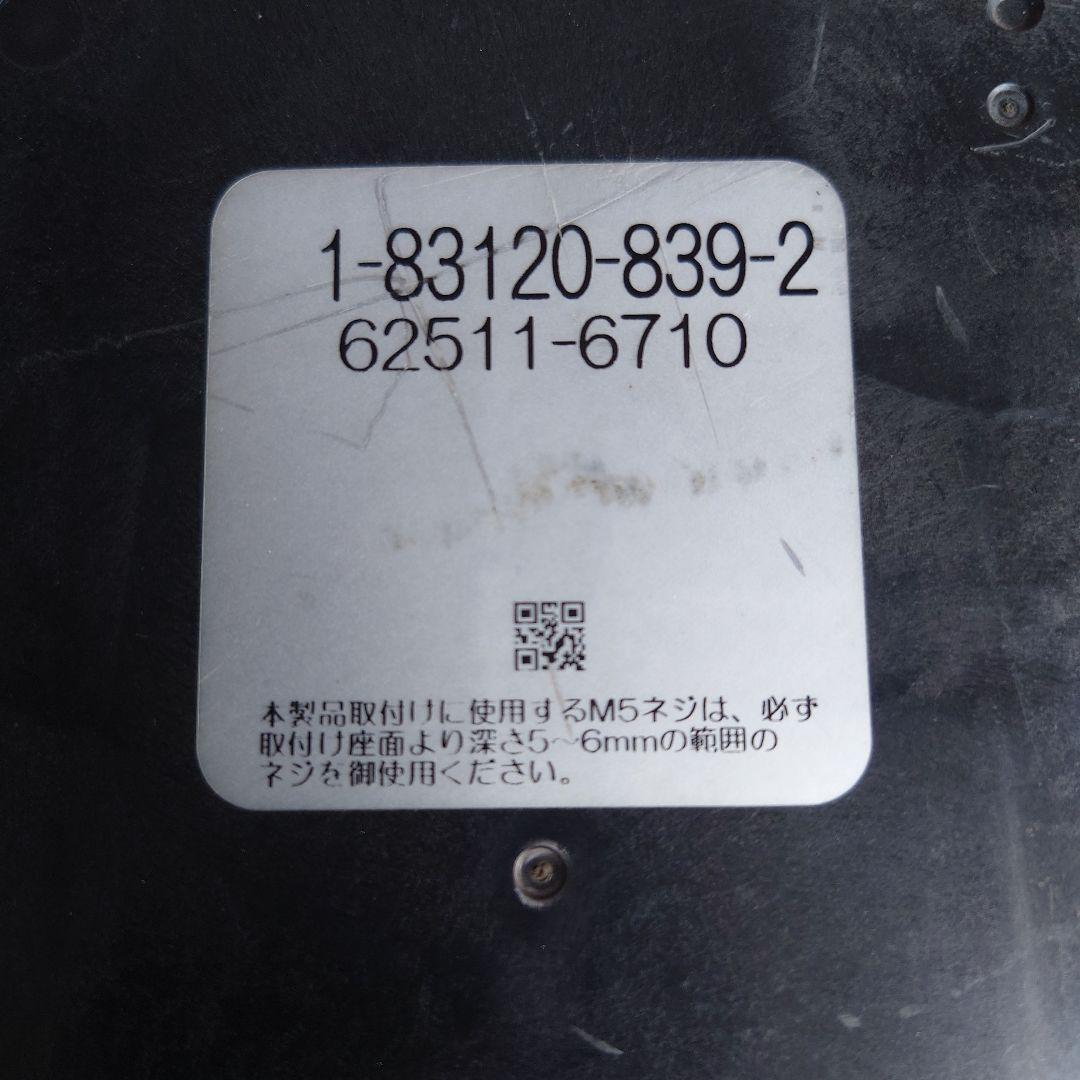 1-83120-839-2
62511-6710
本製品取付けに使用するM5ネジは、必ず
取付け座面より深さ5～6mmの範囲の
ネジを御使用ください。